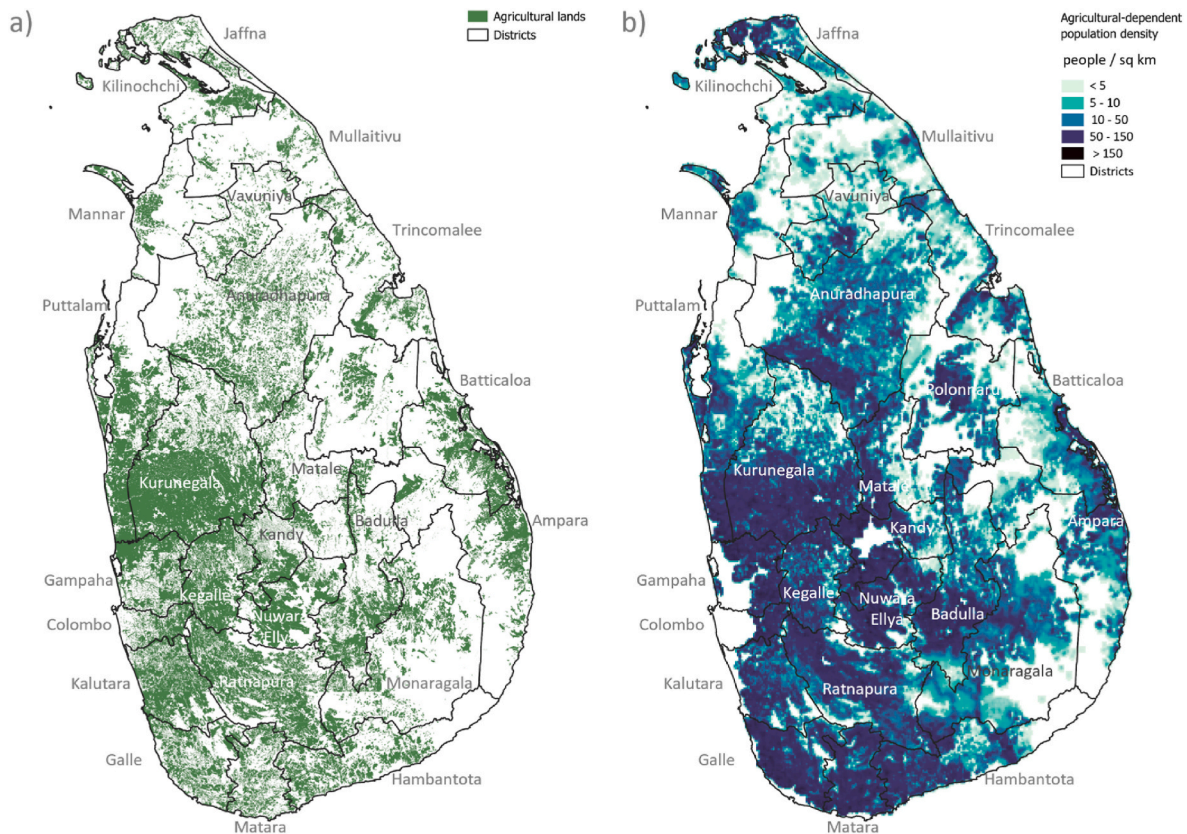 a)
Agricultural lands
Districts
Jaffna
Kilinochchi
Mullaitivu
Vavuniya
Mannar
Trincomalee
Anuradhapura
Puttalam
Batticaloa
Kurunegala
Matale
Badulla
Ampara
Kandy
Gampaha
Kegalle
Nuwara
Elly
Colombo
Kalutara
Ratnapura
Monaragala
Galle
Hambantota
Matara
b)
Agricultural-dependent
population density
people / sq km
< 5
5 - 10
10 - 50
50 - 150
> 150
Districts
Jaffna
Kilinochchi
Mullaitivu
Vavuniya
Mannar
Trincomalee
Anuradhapura
Puttalam
Batticaloa
Polonnaruwa
Kurunegala
Matale
Ampara
Kandy
Gampaha
Kegalle
Nuwara
Ellya
Badulla
Colombo
Kalutara
Monaragala
Ratnapura
Galle
Hambantota
Matara